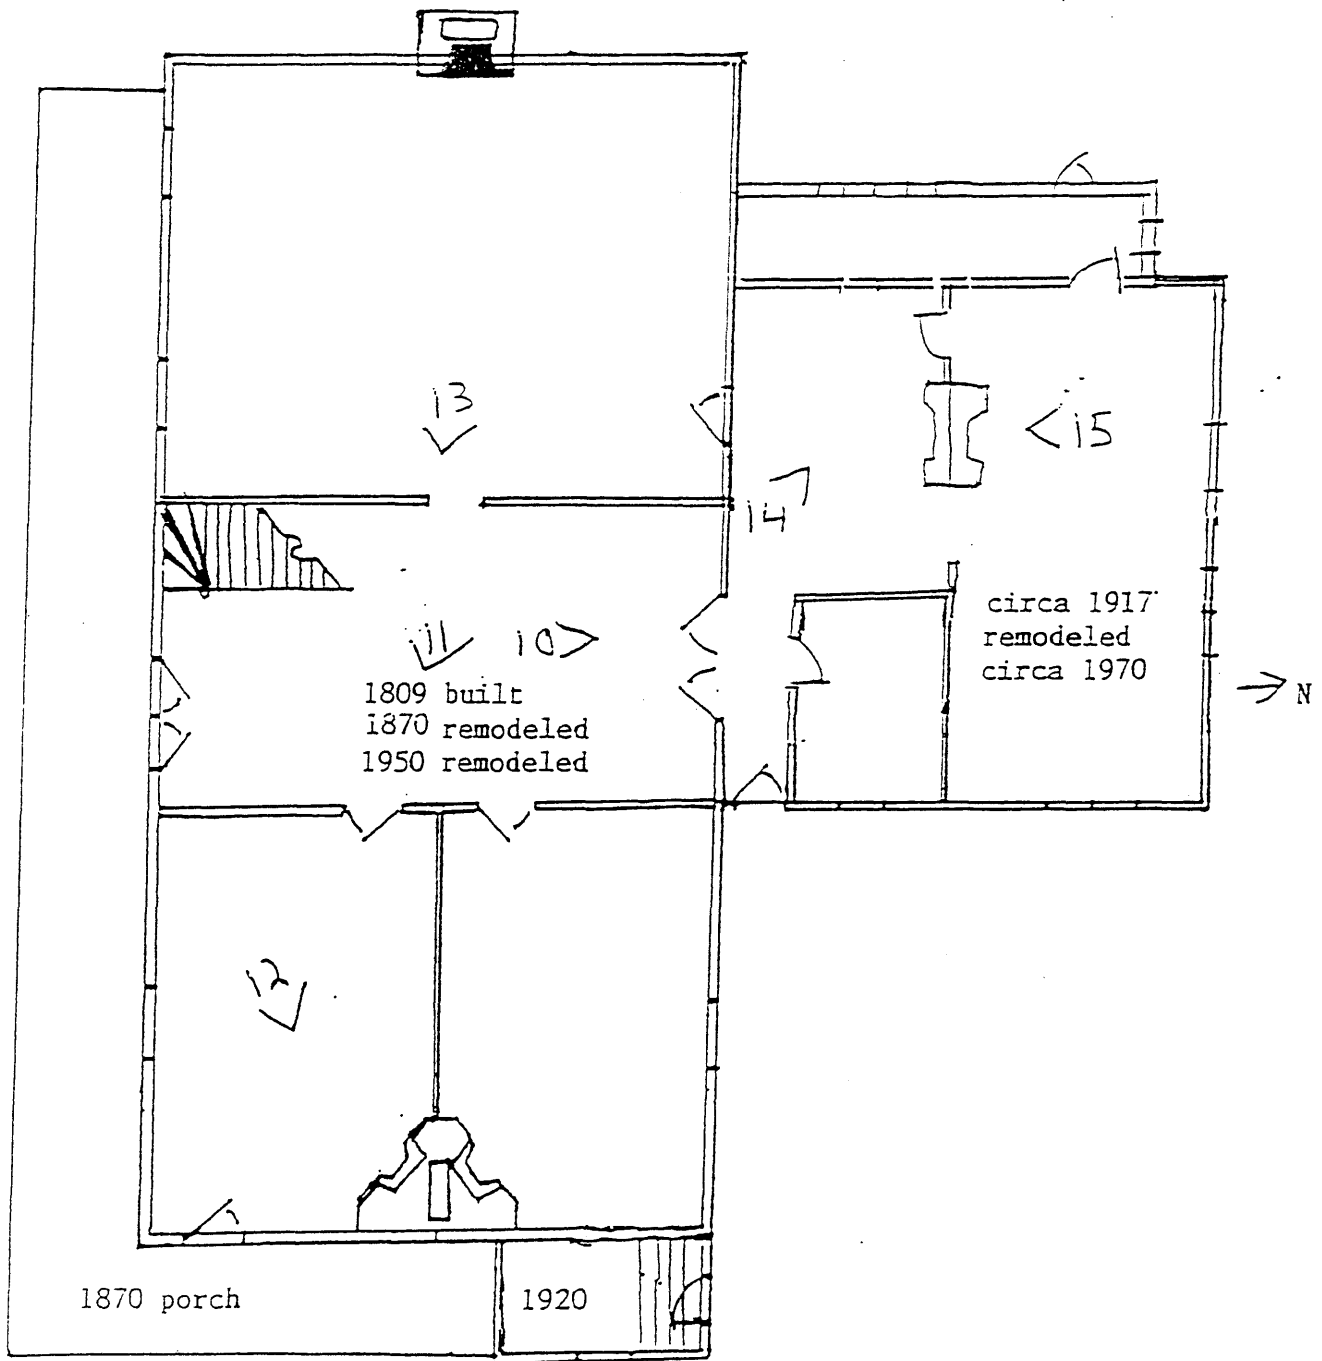 13
15
14
circa 1917
remodeled
circa 1970
11
10
N
1809 built
1870 remodeled
1950 remodeled
12
1870 porch
1920